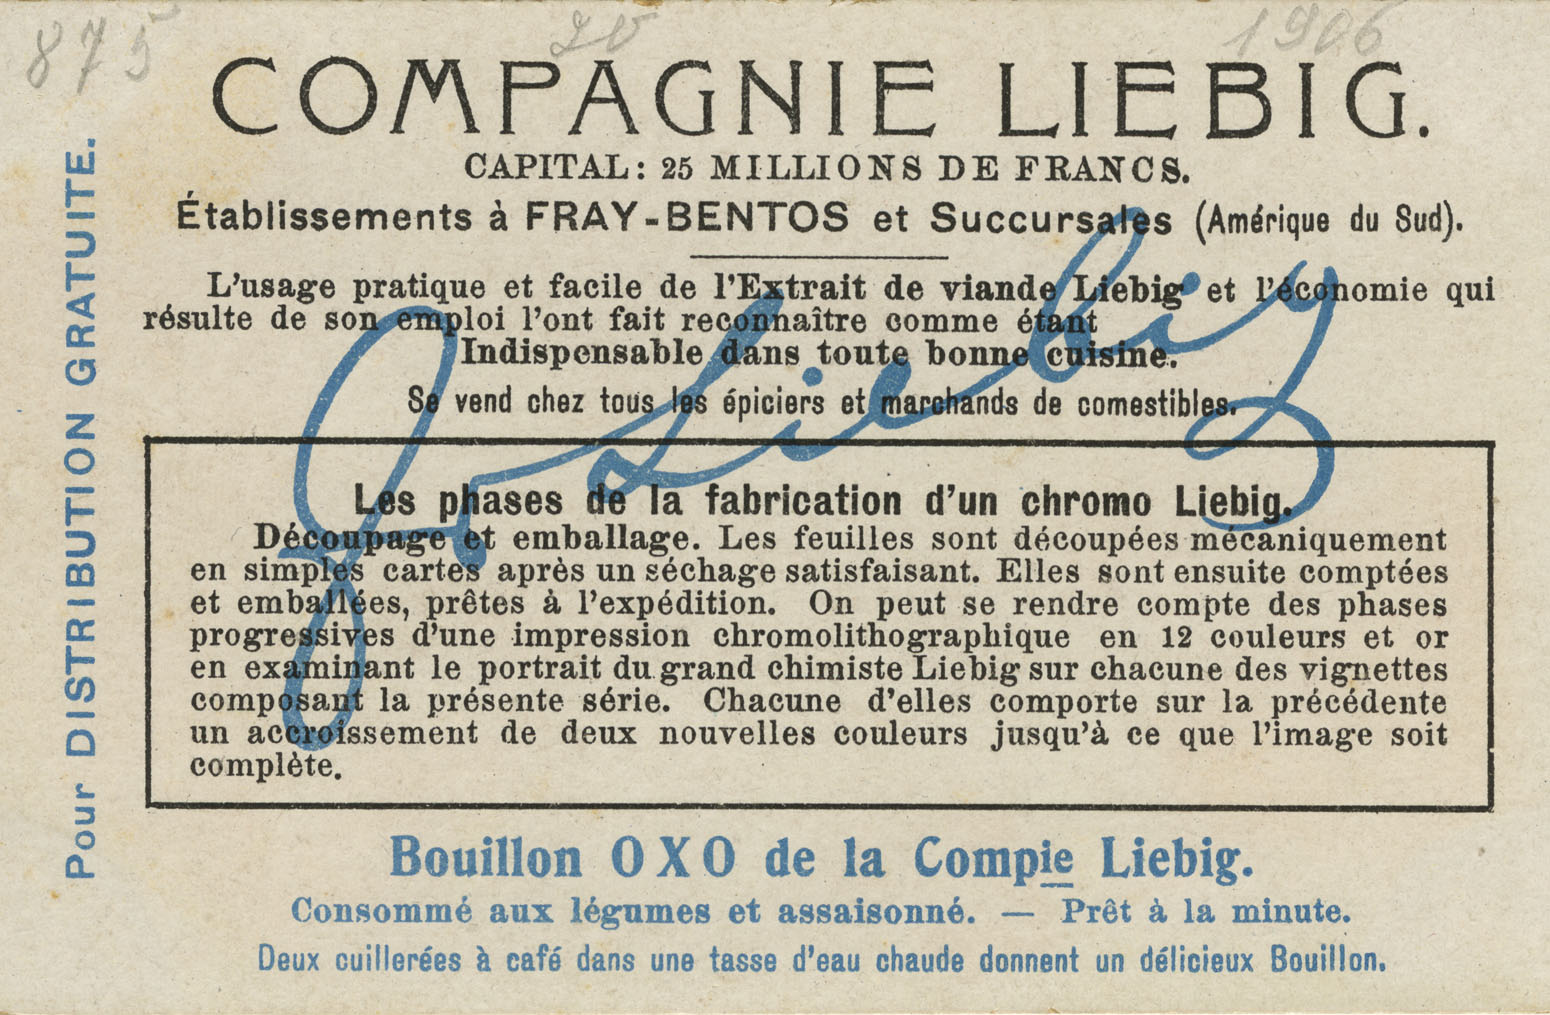 875
1906
COMPAGNIE LIEBIG.
CAPITAL: 25 MILLIONS DE FRANCS.
Établissements à FRAY-BENTOS et Succursales (Amérique du Sud).
L'usage pratique et facile de l'Extrait de viande Liebig et l'économie qui
résulte de son emploi l'ont fait reconnaître comme étant
Indispensable dans toute bonne cuisine.
Se vend chez tous les épiciers et marchands de comestibles.
J. Liebig
Les phases de la fabrication d'un chromo Liebig.
Découpage et emballage. Les feuilles sont découpées mécaniquement
en simples cartes après un séchage satisfaisant. Elles sont ensuite comptées
et emballées, prêtes à l'expédition. On peut se rendre compte des phases
progressives d'une impression chromolithographique en 12 couleurs et or
en examinant le portrait du grand chimiste Liebig sur chacune des vignettes
composant la présente série. Chacune d'elles comporte sur la précédente
un accroissement de deux nouvelles couleurs jusqu'à ce que l'image soit
complète.
Bouillon OXO de la Compie Liebig.
Consommé aux légumes et assaisonné. — Prêt à la minute.
Deux cuillerées à café dans une tasse d'eau chaude donnent un délicieux Bouillon.
Pour DISTRIBUTION GRATUITE.